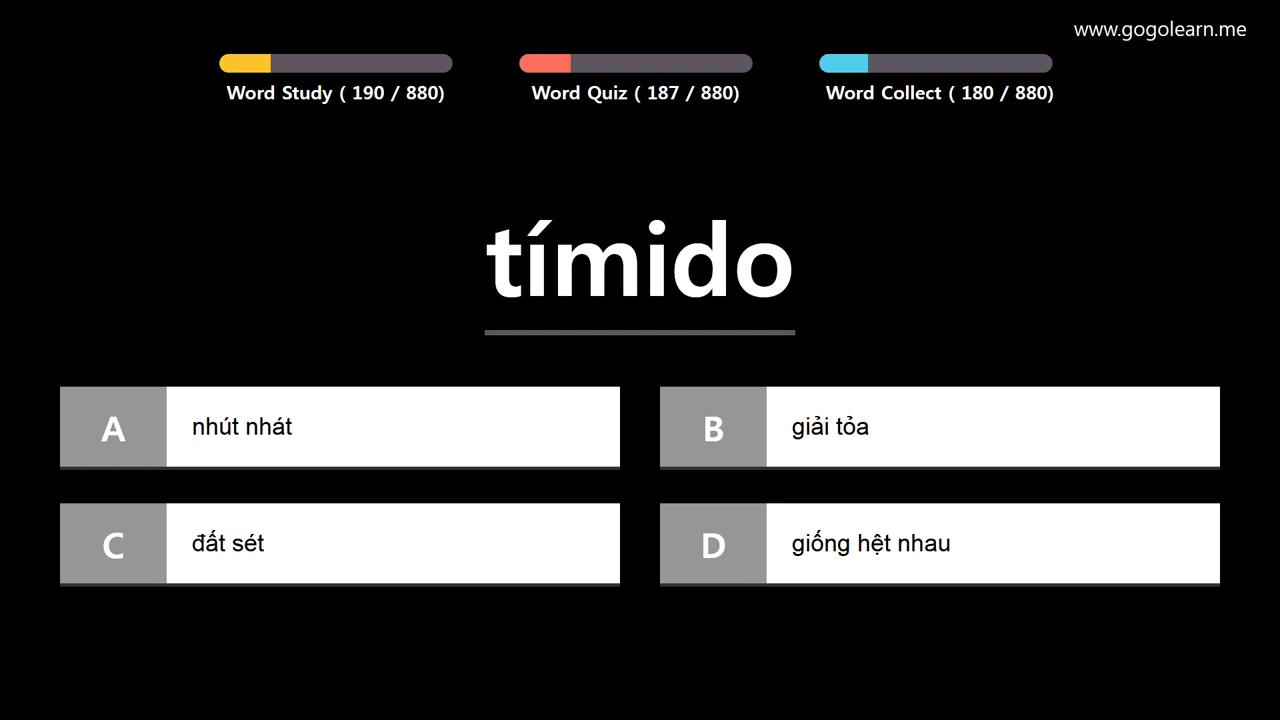 www.gogolearn.me
Word Study ( 190 / 880)
Word Quiz ( 187 / 880)
Word Collect ( 180 / 880)
tímido
A nhút nhát
B giải tỏa
C đất sét
D giống hệt nhau